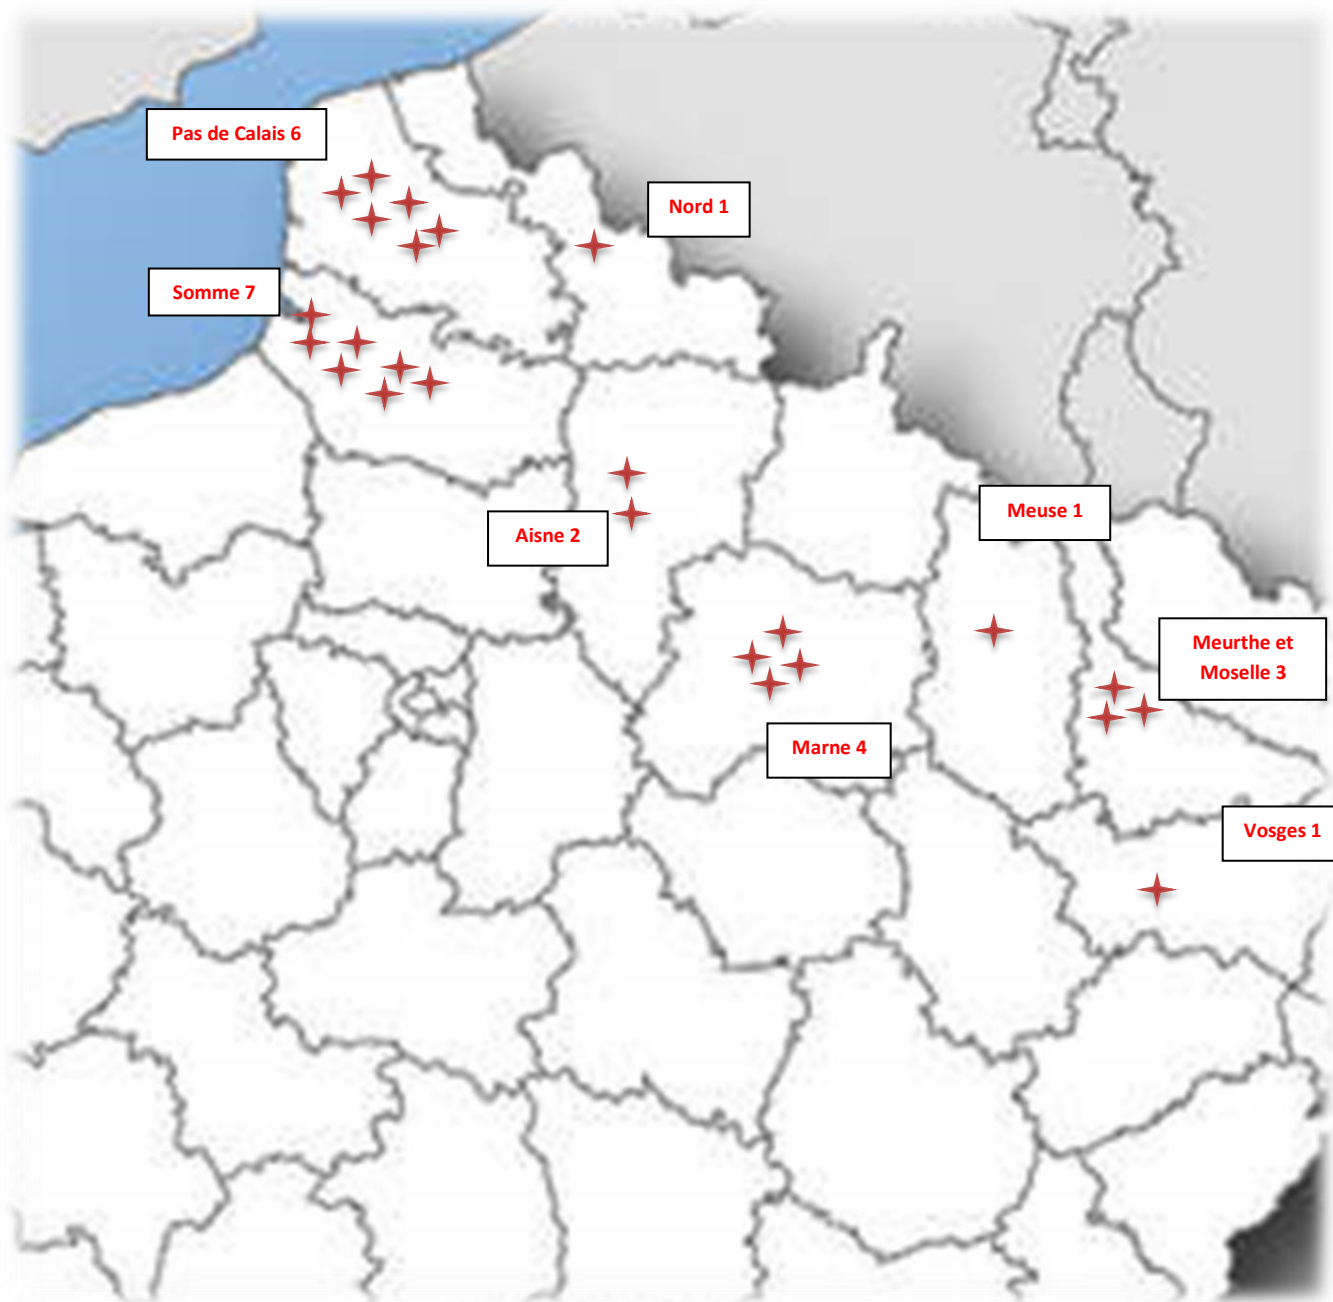 Pas de Calais 6
Nord 1
Somme 7
Meuse 1
Aisne 2
Meurthe et
Moselle 3
Marne 4
Vosges 1